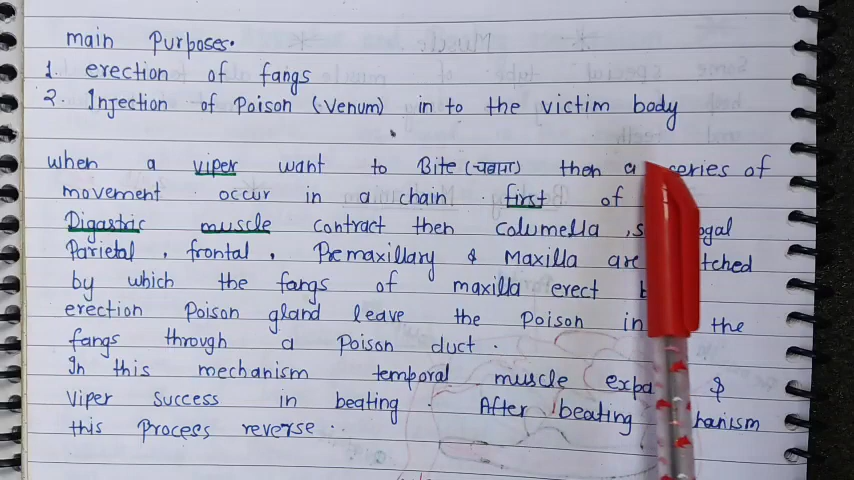 main Purposes.
1. erection of fangs
2. Injection of Poison (Venum) in to the victim body
when a viper want to Bite (चबाना) then a series of
movement occur in a chain. first of
Digastric muscle contract then columella,
Parietal, frontal, Premaxillary & Maxilla are
by which the fangs of maxilla erect
erection Poison gland leave the Poison in the
fangs through a Poison duct.
In this mechanism temporal muscle &
Viper success in beating. After beating
this Process reverse..